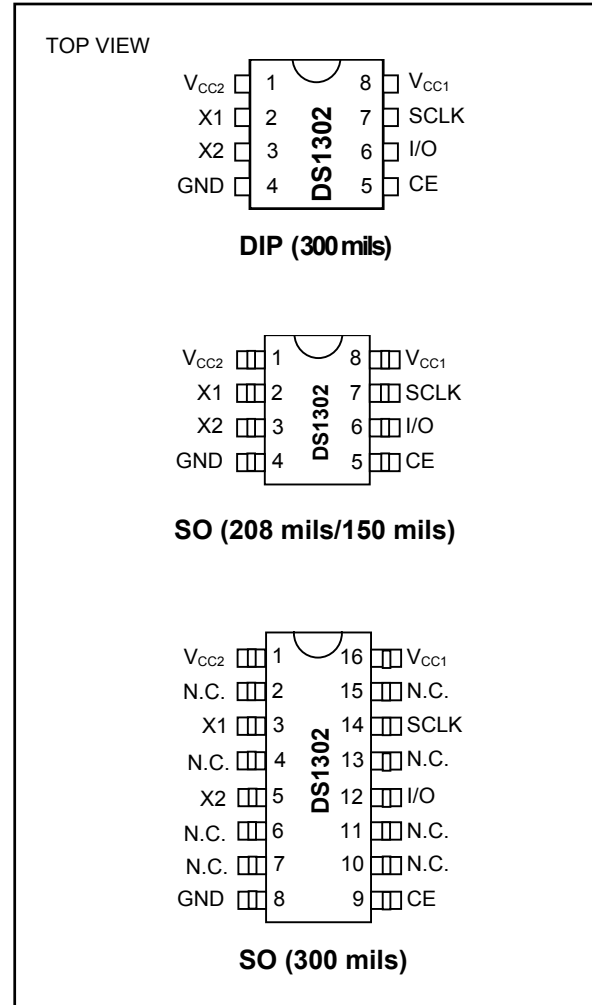 TOP VIEW
VCC2 1 8 VCC1
X1 2 7 SCLK
X2 3 6 I/O
GND 4 5 CE
DS1302
DIP (300 mils)
VCC2 1 8 VCC1
X1 2 7 SCLK
X2 3 6 I/O
GND 4 5 CE
DS1302
SO (208 mils/150 mils)
VCC2 1 16 VCC1
N.C. 2 15 N.C.
X1 3 14 SCLK
N.C. 4 13 N.C.
X2 5 12 I/O
N.C. 6 11 N.C.
N.C. 7 10 N.C.
GND 8 9 CE
DS1302
SO (300 mils)